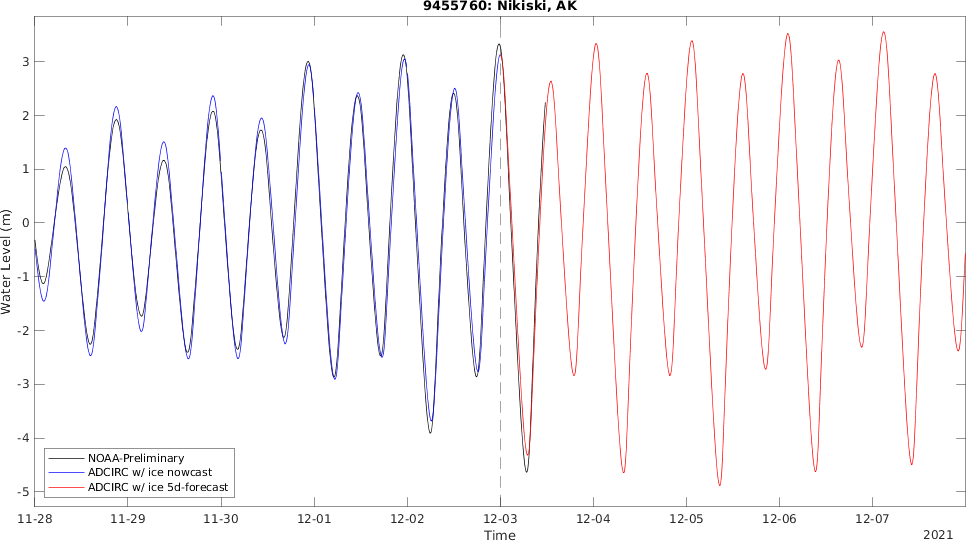 9455760: Nikiski, AK
3
2
1
0
-1
-2
-3
-4
-5
Water Level (m)
NOAA-Preliminary
ADCIRC w/ ice nowcast
ADCIRC w/ ice 5d-forecast
11-28 11-29 11-30 12-01 12-02 12-03 12-04 12-05 12-06 12-07
Time
2021